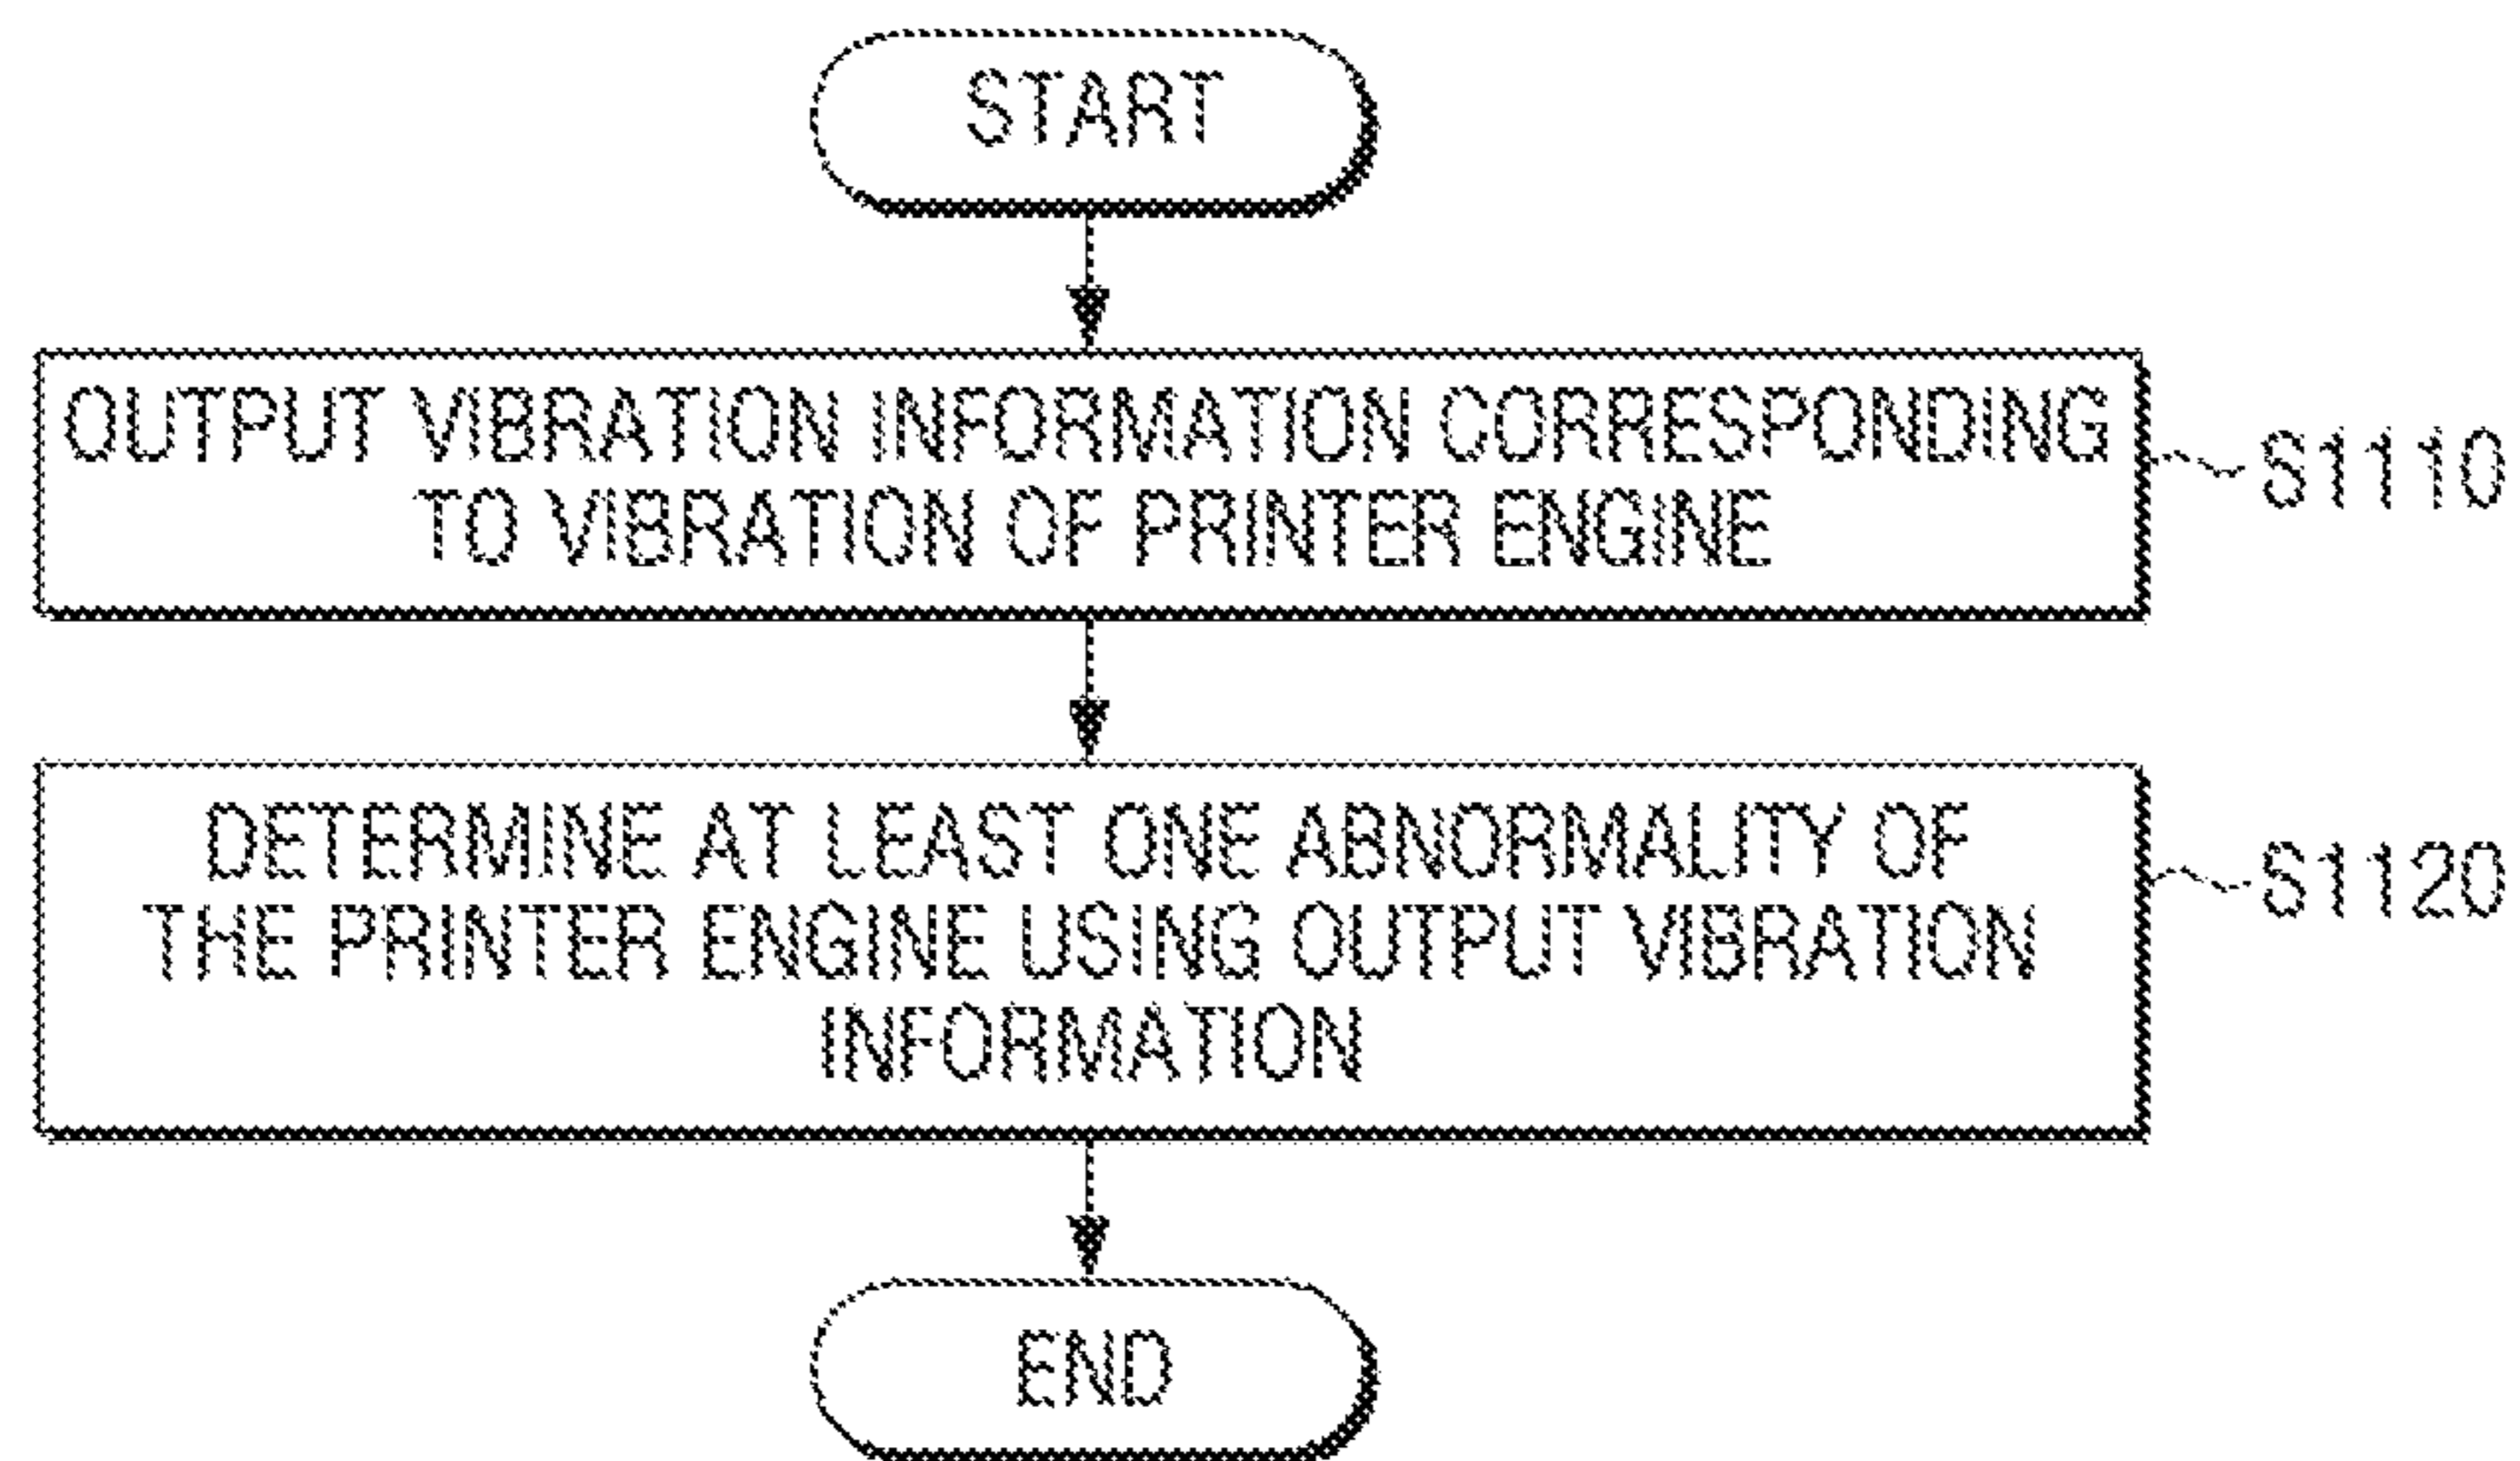 START
OUTPUT VIBRATION INFORMATION CORRESPONDING
TO VIBRATION OF PRINTER ENGINE
S1110
DETERMINE AT LEAST ONE ABNORMALITY OF
THE PRINTER ENGINE USING OUTPUT VIBRATION
INFORMATION
S1120
END